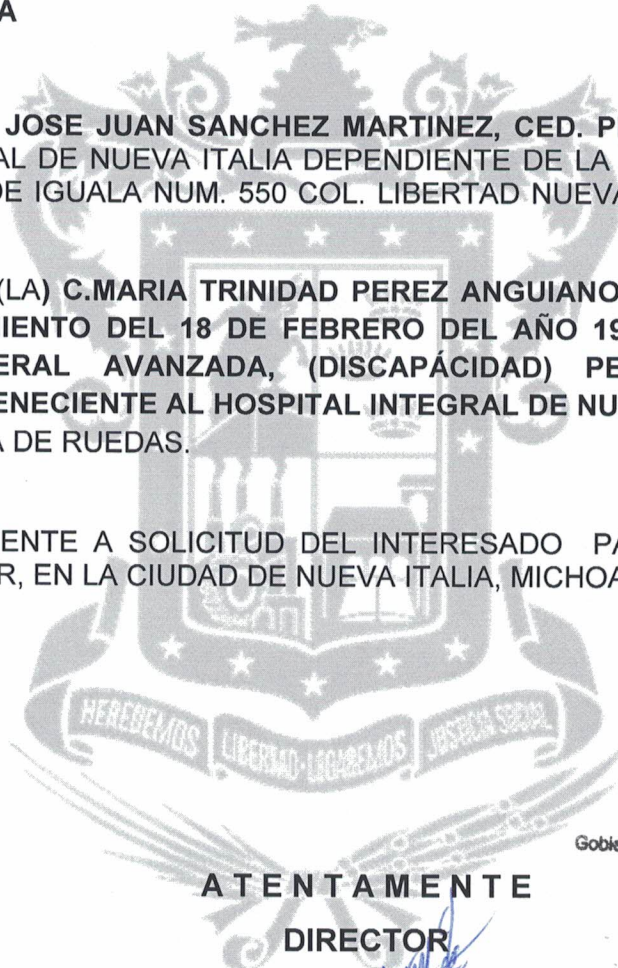 A
JOSE JUAN SANCHEZ MARTINEZ, CED. P
AL DE NUEVA ITALIA DEPENDIENTE DE LA
DE IGUALA NUM. 550 COL. LIBERTAD NUEVA
(LA) C.MARIA TRINIDAD PEREZ ANGUIANO
MIENTO DEL 18 DE FEBRERO DEL AÑO 19
ERAL AVANZADA, (DISCAPÁCIDAD) PE
ENECIENTE AL HOSPITAL INTEGRAL DE NU
A DE RUEDAS.
ENTE A SOLICITUD DEL INTERESADO PA
R, EN LA CIUDAD DE NUEVA ITALIA, MICHOA
HEREDEMOS LIBERTAD·LEGAREMOS JUSTICIA SOCIAL
Gobie
ATENTAMENTE
DIRECTOR